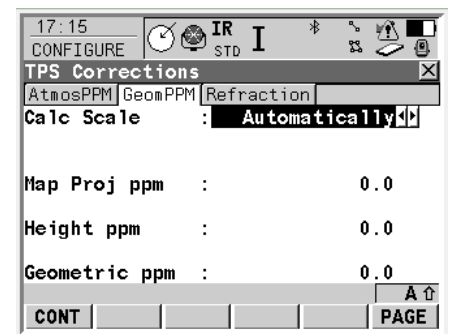 17:15 IR
CONFIGURE STD I
TPS Corrections X
AtmosPPM GeomPPM Refraction
Calc Scale : Automatically
Map Proj ppm : 0.0
Height ppm : 0.0
Geometric ppm : 0.0
A
CONT PAGE